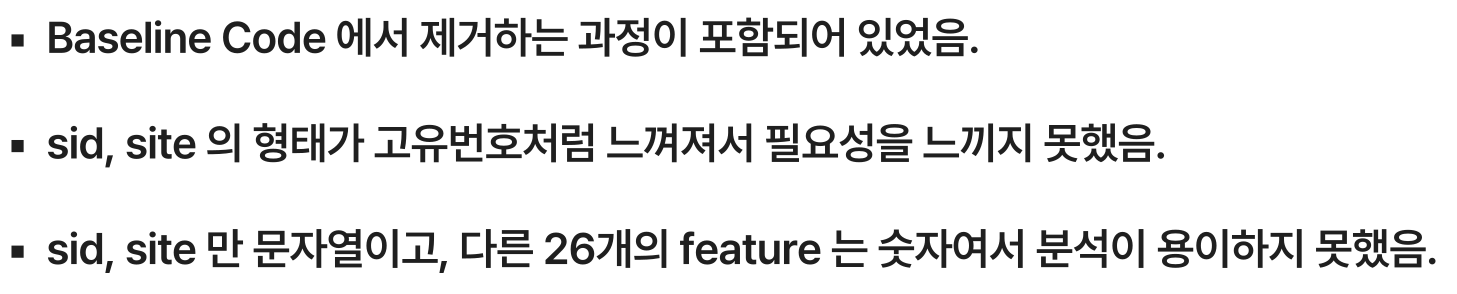 ▪ Baseline Code 에서 제거하는 과정이 포함되어 있었음.
▪ sid, site 의 형태가 고유번호처럼 느껴져서 필요성을 느끼지 못했음.
▪ sid, site 만 문자열이고, 다른 26개의 feature 는 숫자여서 분석이 용이하지 못했음.